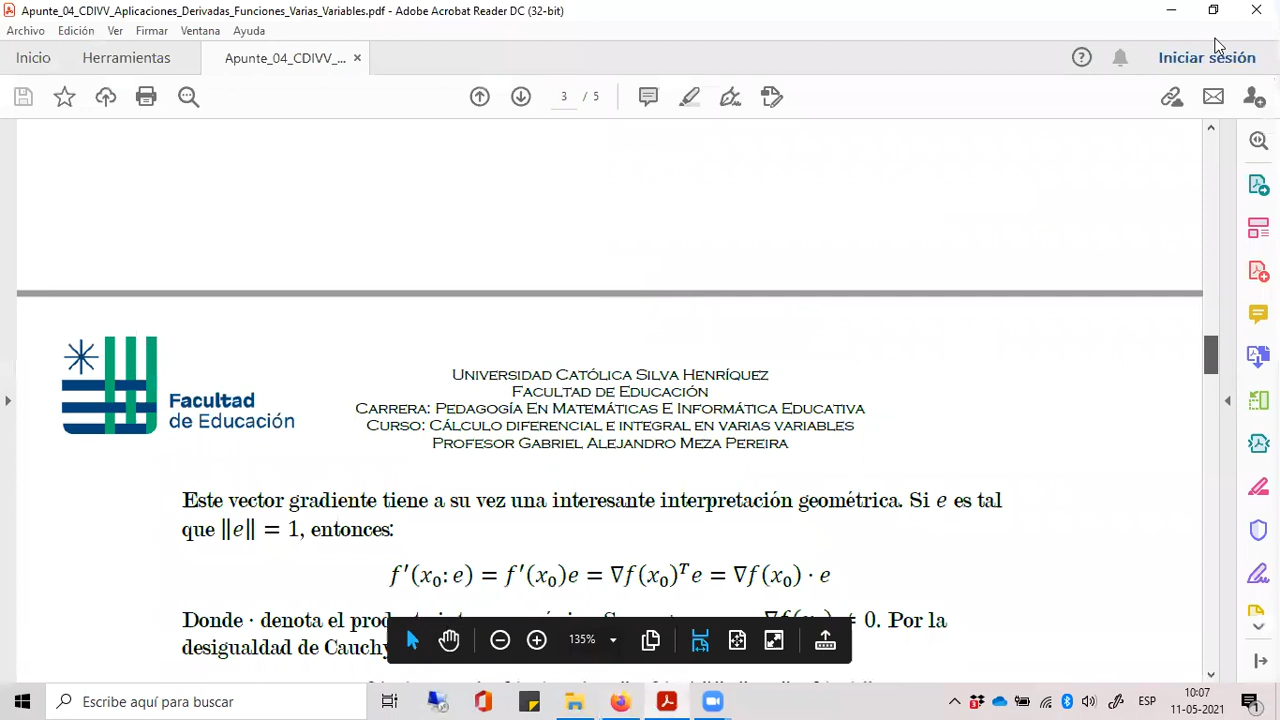 Apunte_04_CDIVV_Aplicaciones_Derivadas_Funciones_Varias_Variables.pdf - Adobe Acrobat Reader DC (32-bit)
Archivo Edición Ver Firmar Ventana Ayuda
Inicio Herramientas Apunte_04_CDIVV_... × Iniciar sesión
3 / 5
Facultad
de Educación
Universidad Católica Silva Henríquez
Facultad de Educación
Carrera: Pedagogía En Matemáticas E Informática Educativa
Curso: Cálculo diferencial e integral en varias variables
Profesor Gabriel Alejandro Meza Pereira
Este vector gradiente tiene a su vez una interesante interpretación geométrica. Si e es tal
que ‖e‖ = 1, entonces:
f′(x₀: e) = f′(x₀)e = ∇f(x₀)ᵀe = ∇f(x₀) · e
Donde · denota el 0. Por la
desigualdad de Cauchy
135%
Escribe aquí para buscar
ESP
10:07
11-05-2021